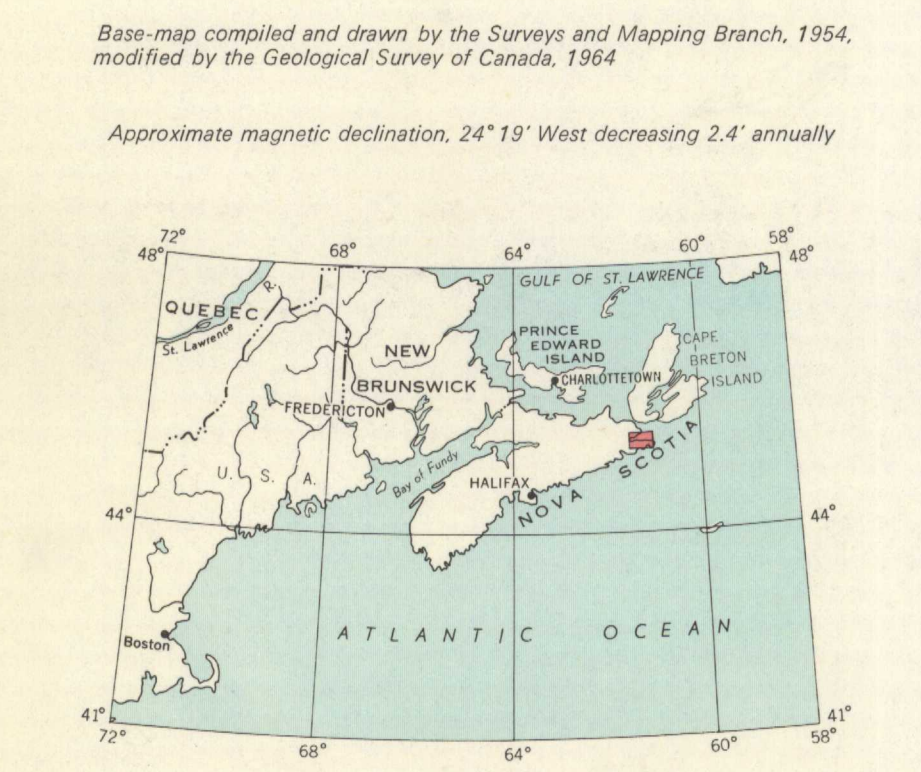 Base-map compiled and drawn by the Surveys and Mapping Branch, 1954,
modified by the Geological Survey of Canada, 1964
Approximate magnetic declination, 24° 19′ West decreasing 2.4′ annually
72°
68°
64°
60°
58°
48°
48°
GULF OF ST. LAWRENCE
QUEBEC
R.
St. Lawrence
PRINCE
EDWARD
ISLAND
CAPE
BRETON
ISLAND
NEW
BRUNSWICK
CHARLOTTETOWN
FREDERICTON
U. S. A.
Bay of Fundy
HALIFAX
NOVA SCOTIA
44°
44°
ATLANTIC OCEAN
Boston
41°
41°
72°
68°
64°
60°
58°